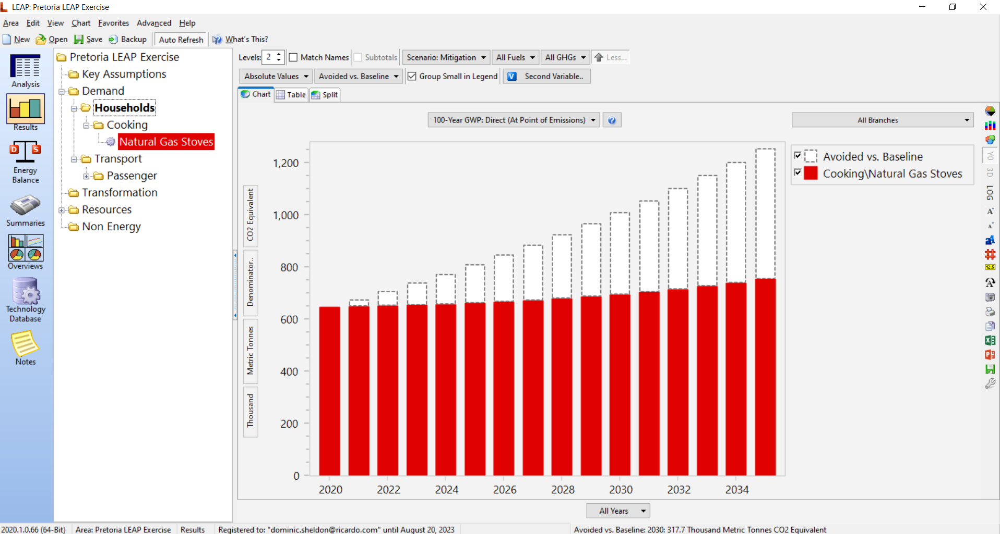 LEAP: Pretoria LEAP Exercise
Area Edit View Chart Favorites Advanced Help
New Open Save Backup Auto Refresh What's This?
Analysis
Results
Energy
Balance
Summaries
Overviews
Technology
Database
Notes
Pretoria LEAP Exercise
Key Assumptions
Demand
Households
Cooking
Natural Gas Stoves
Transport
Passenger
Transformation
Resources
Non Energy
Levels: 2 Match Names Subtotals Scenario: Mitigation All Fuels All GHGs Less...
Absolute Values Avoided vs. Baseline Group Small in Legend V Second Variable..
Chart Table Split
100-Year GWP: Direct (At Point of Emissions) ?
All Branches
Avoided vs. Baseline
Cooking\Natural Gas Stoves
CO2 Equivalent
Denominator..
Metric Tonnes
Thousand
1,200
1,000
800
600
400
200
0
2020 2022 2024 2026 2028 2030 2032 2034
All Years
Y0
3D
LOG
A
A
a
12.5
A
2020.1.0.66 (64-Bit) Area: Pretoria LEAP Exercise Results Registered to: "dominic.sheldon@ricardo.com" until August 20, 2023 Avoided vs. Baseline: 2030: 317.7 Thousand Metric Tonnes CO2 Equivalent